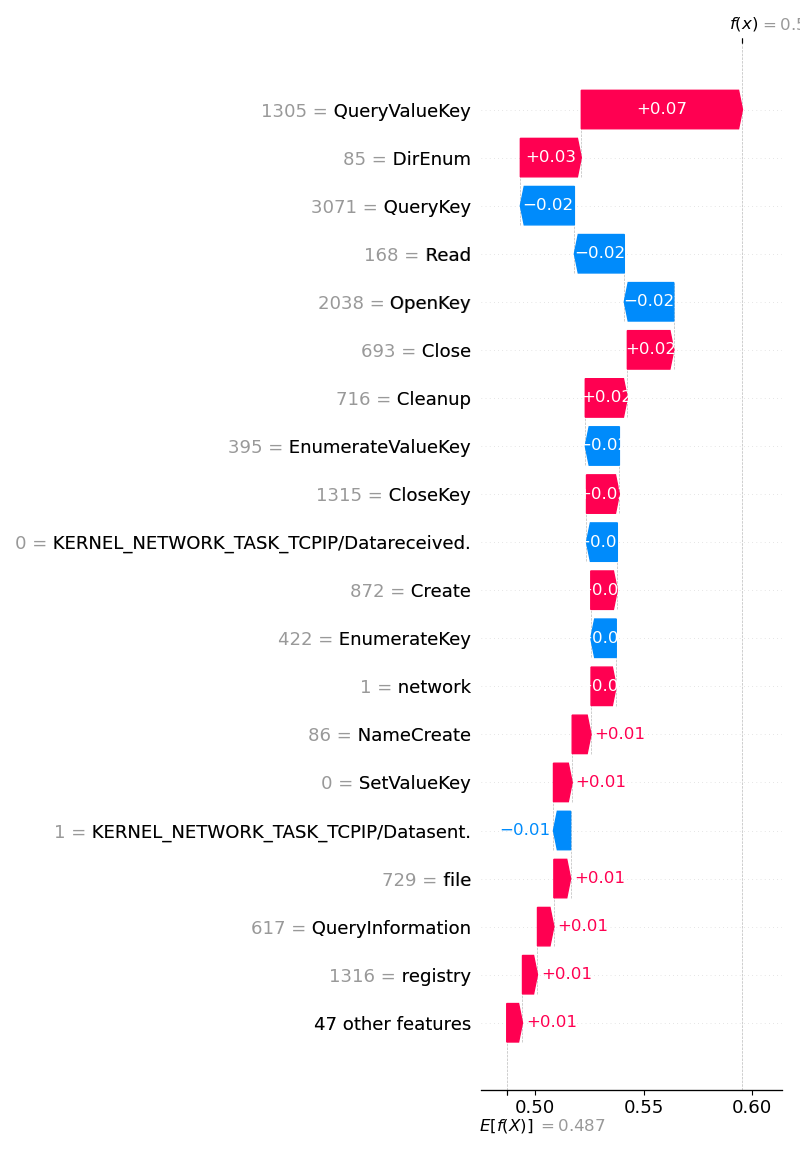 f(x) = 0.5
1305 = QueryValueKey
+0.07
85 = DirEnum
+0.03
3071 = QueryKey
−0.02
168 = Read
−0.02
2038 = OpenKey
−0.02
693 = Close
+0.02
716 = Cleanup
+0.02
395 = EnumerateValueKey
1315 = CloseKey
0 = KERNEL_NETWORK_TASK_TCPIP/Datareceived.
872 = Create
422 = EnumerateKey
1 = network
86 = NameCreate
+0.01
0 = SetValueKey
+0.01
1 = KERNEL_NETWORK_TASK_TCPIP/Datasent.
−0.01
729 = file
+0.01
617 = QueryInformation
+0.01
1316 = registry
+0.01
47 other features
+0.01
0.50 0.55 0.60
E[f(X)] = 0.487